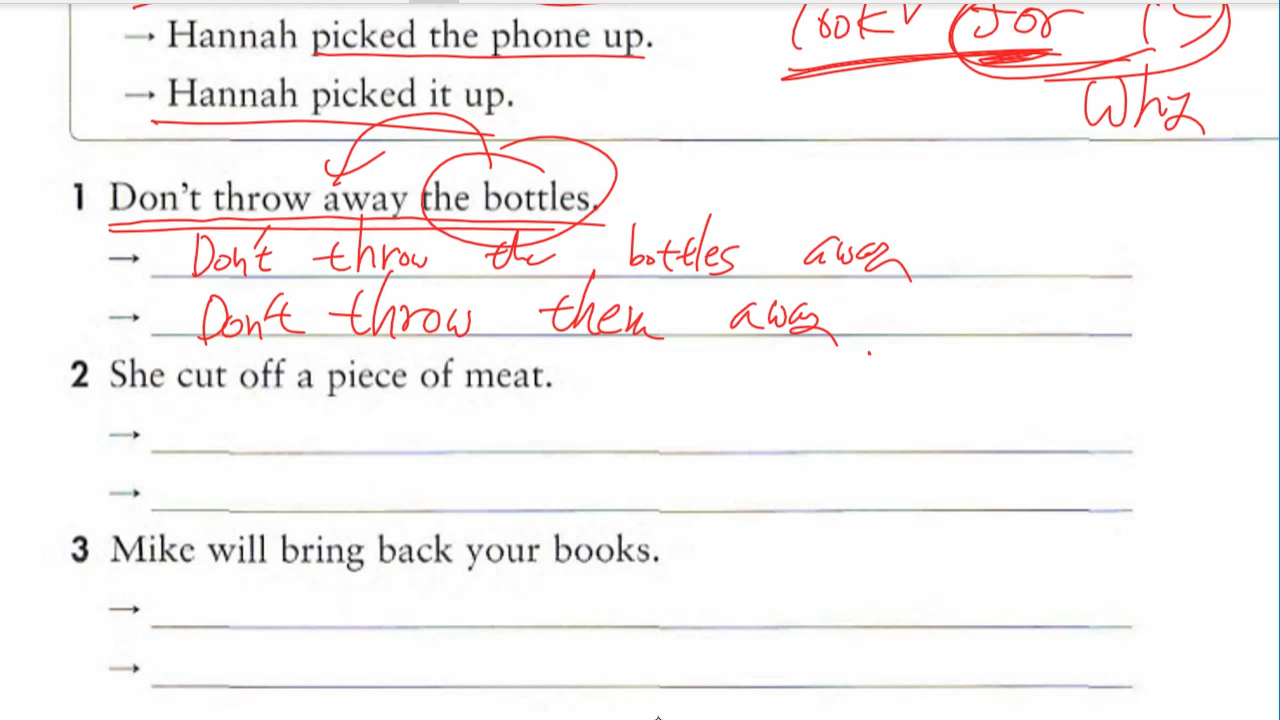 → Hannah picked the phone up.
look for
→ Hannah picked it up.
Why
1 Don't throw away the bottles.
→ Don't throw the bottles away
→ Don't throw them away.
2 She cut off a piece of meat.
→
→
3 Mike will bring back your books.
→
→